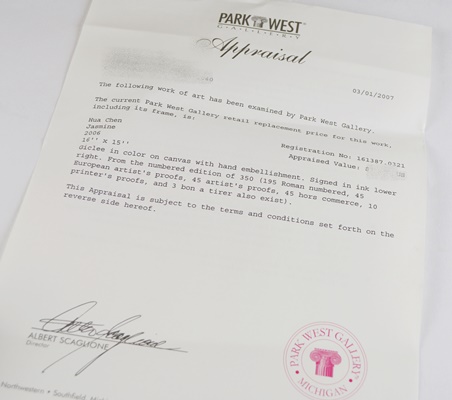 PARK WEST
GALLERY
Appraisal
03/01/2007
The following work of art has been examined by Park West Gallery.
The current Park West Gallery retail replacement price for this work,
including its frame, is:
Registration No: 161387.0321
Appraised Value:
Hua Chen
Jasmine
2006
16'' X 15''
Giclee in color on canvas with hand embellishment. Signed in ink lower
right. From the numbered edition of 350 (195 Roman numbered, 45
European artist's proofs, 45 artist's proofs, 45 hors commerce, 10
printer's proofs, and 3 bon a tirer also exist).
This Appraisal is subject to the terms and conditions set forth on the
reverse side hereof.
ALBERT SCAGLIONE
Director
PARK WEST GALLERY
MICHIGAN
Northwestern • Southfield,